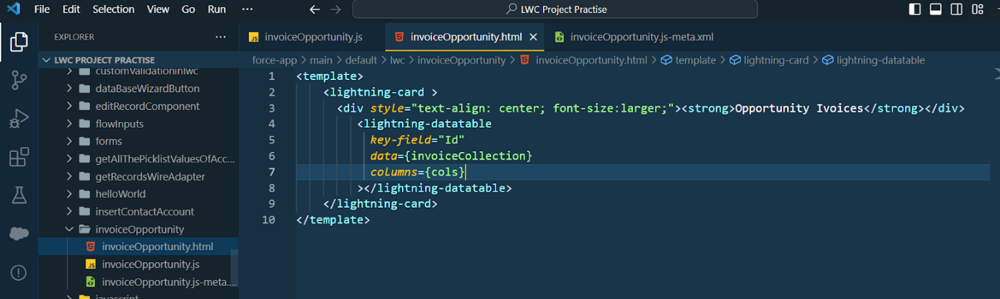 File Edit Selection View Go Run ··· LWC Project Practise
EXPLORER ···
LWC PROJECT PRACTISE
customValidationInlwc
dataBaseWizardButton
editRecordComponent
flowInputs
forms
getAllThePicklistValuesOfAcc...
getRecordsWireAdapter
helloWorld
insertContactAccount
invoiceOpportunity
invoiceOpportunity.html
JS invoiceOpportunity.js
invoiceOpportunity.js-meta....
javascript
JS invoiceOpportunity.js invoiceOpportunity.html invoiceOpportunity.js-meta.xml
force-app > main > default > lwc > invoiceOpportunity > invoiceOpportunity.html > template > lightning-card > lightning-datatable
1 <template>
2 <lightning-card >
3 <div style="text-align: center; font-size:larger;"><strong>Opportunity Ivoices</strong></div>
4 <lightning-datatable
5 key-field="Id"
6 data={invoiceCollection}
7 columns={cols}
8 ></lightning-datatable>
9 </lightning-card>
10 </template>